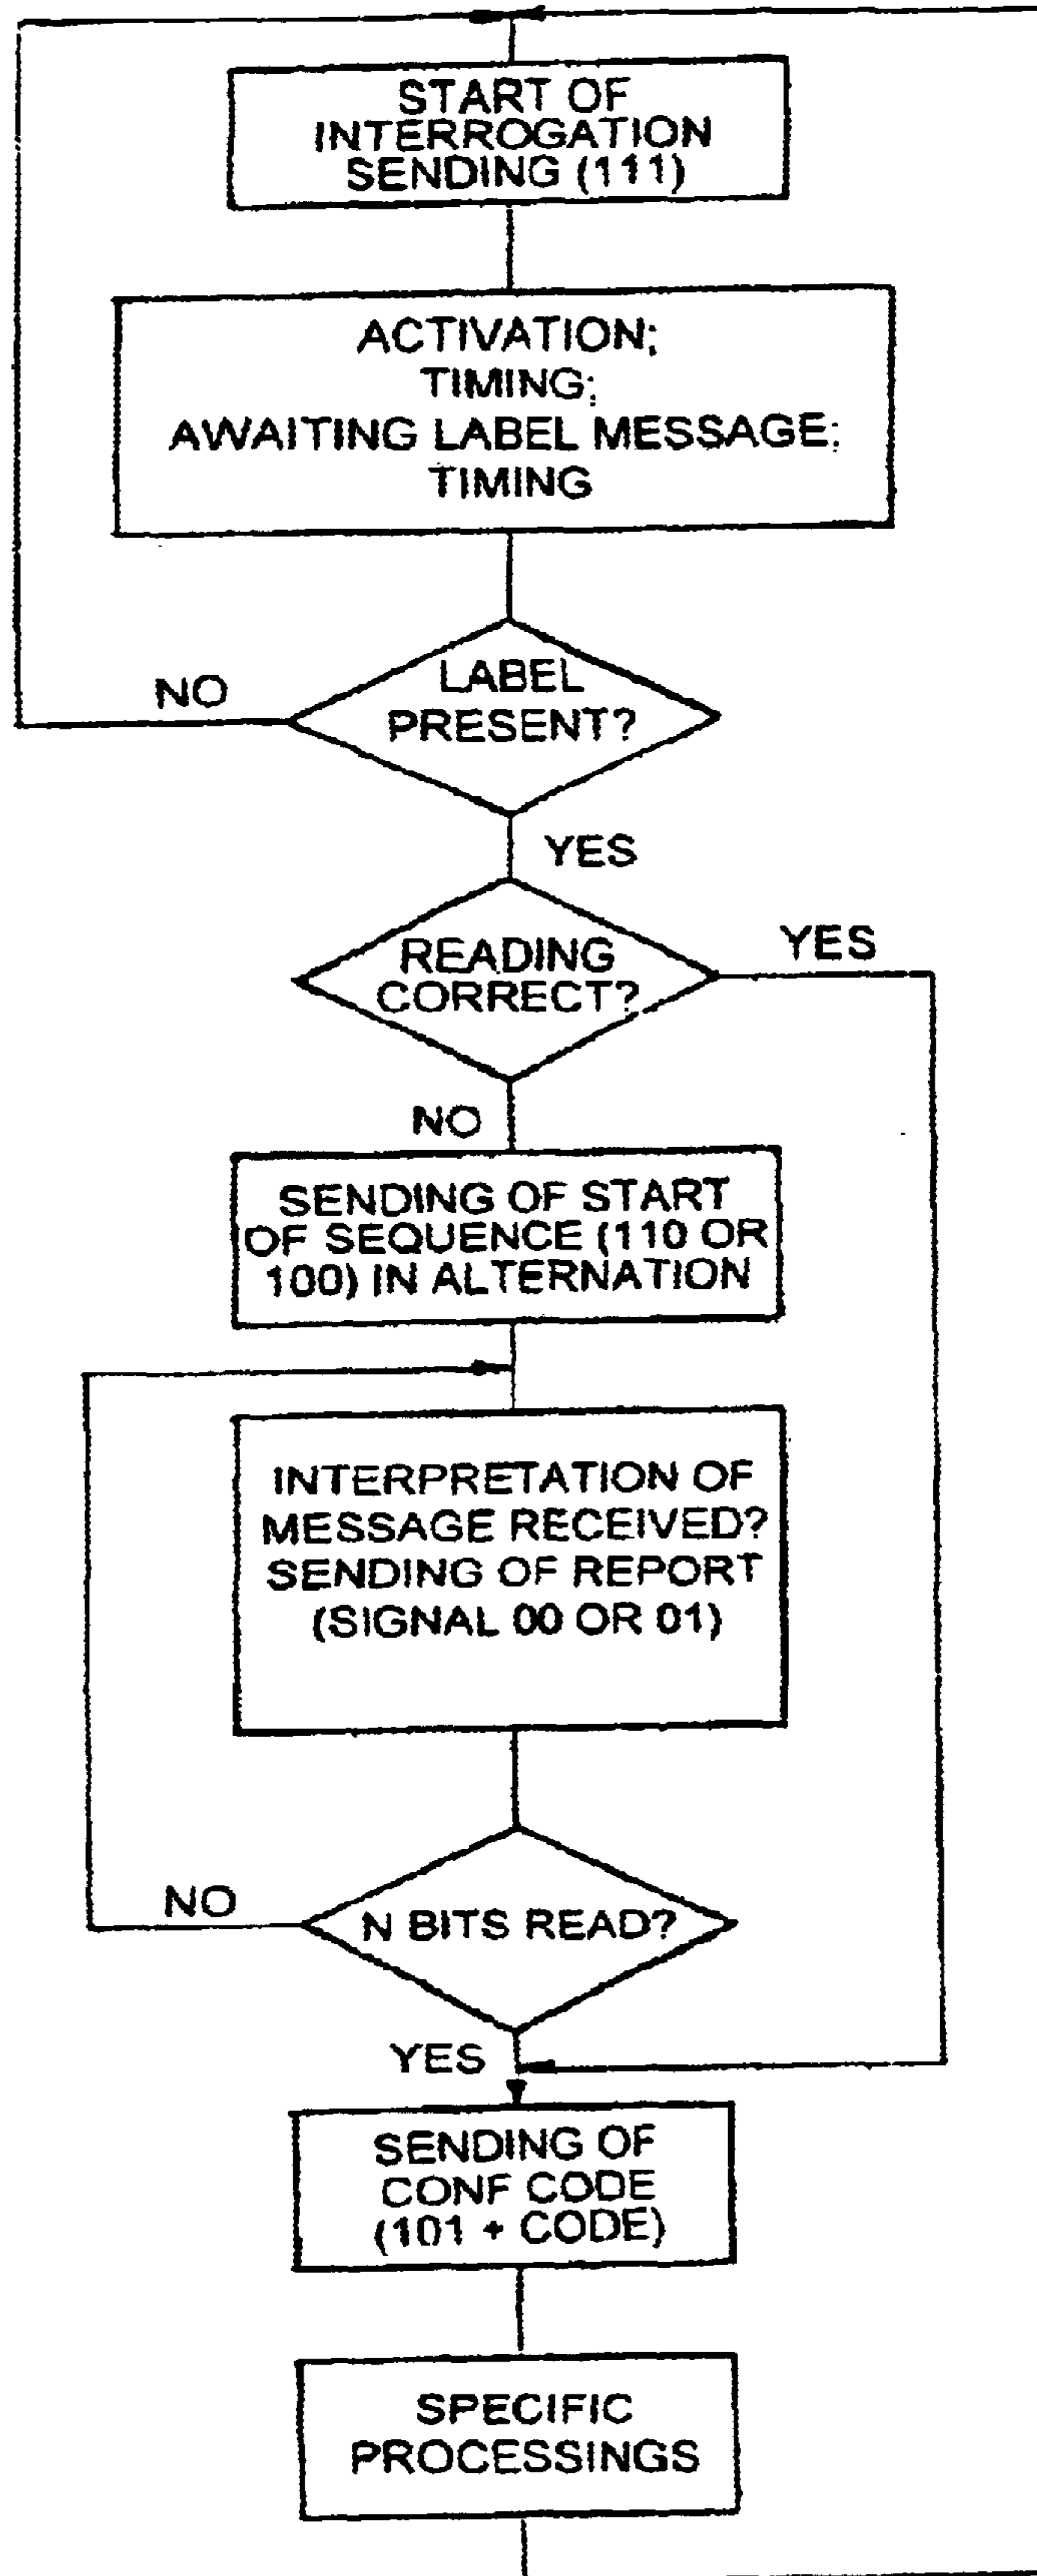 START OF
INTERROGATION
SENDING (111)
ACTIVATION;
TIMING;
AWAITING LABEL MESSAGE;
TIMING
LABEL
PRESENT?
NO
YES
READING
CORRECT?
YES
NO
SENDING OF START
OF SEQUENCE (110 OR
100) IN ALTERNATION
INTERPRETATION OF
MESSAGE RECEIVED?
SENDING OF REPORT
(SIGNAL 00 OR 01)
N BITS READ?
NO
YES
SENDING OF
CONF CODE
(101 + CODE)
SPECIFIC
PROCESSINGS